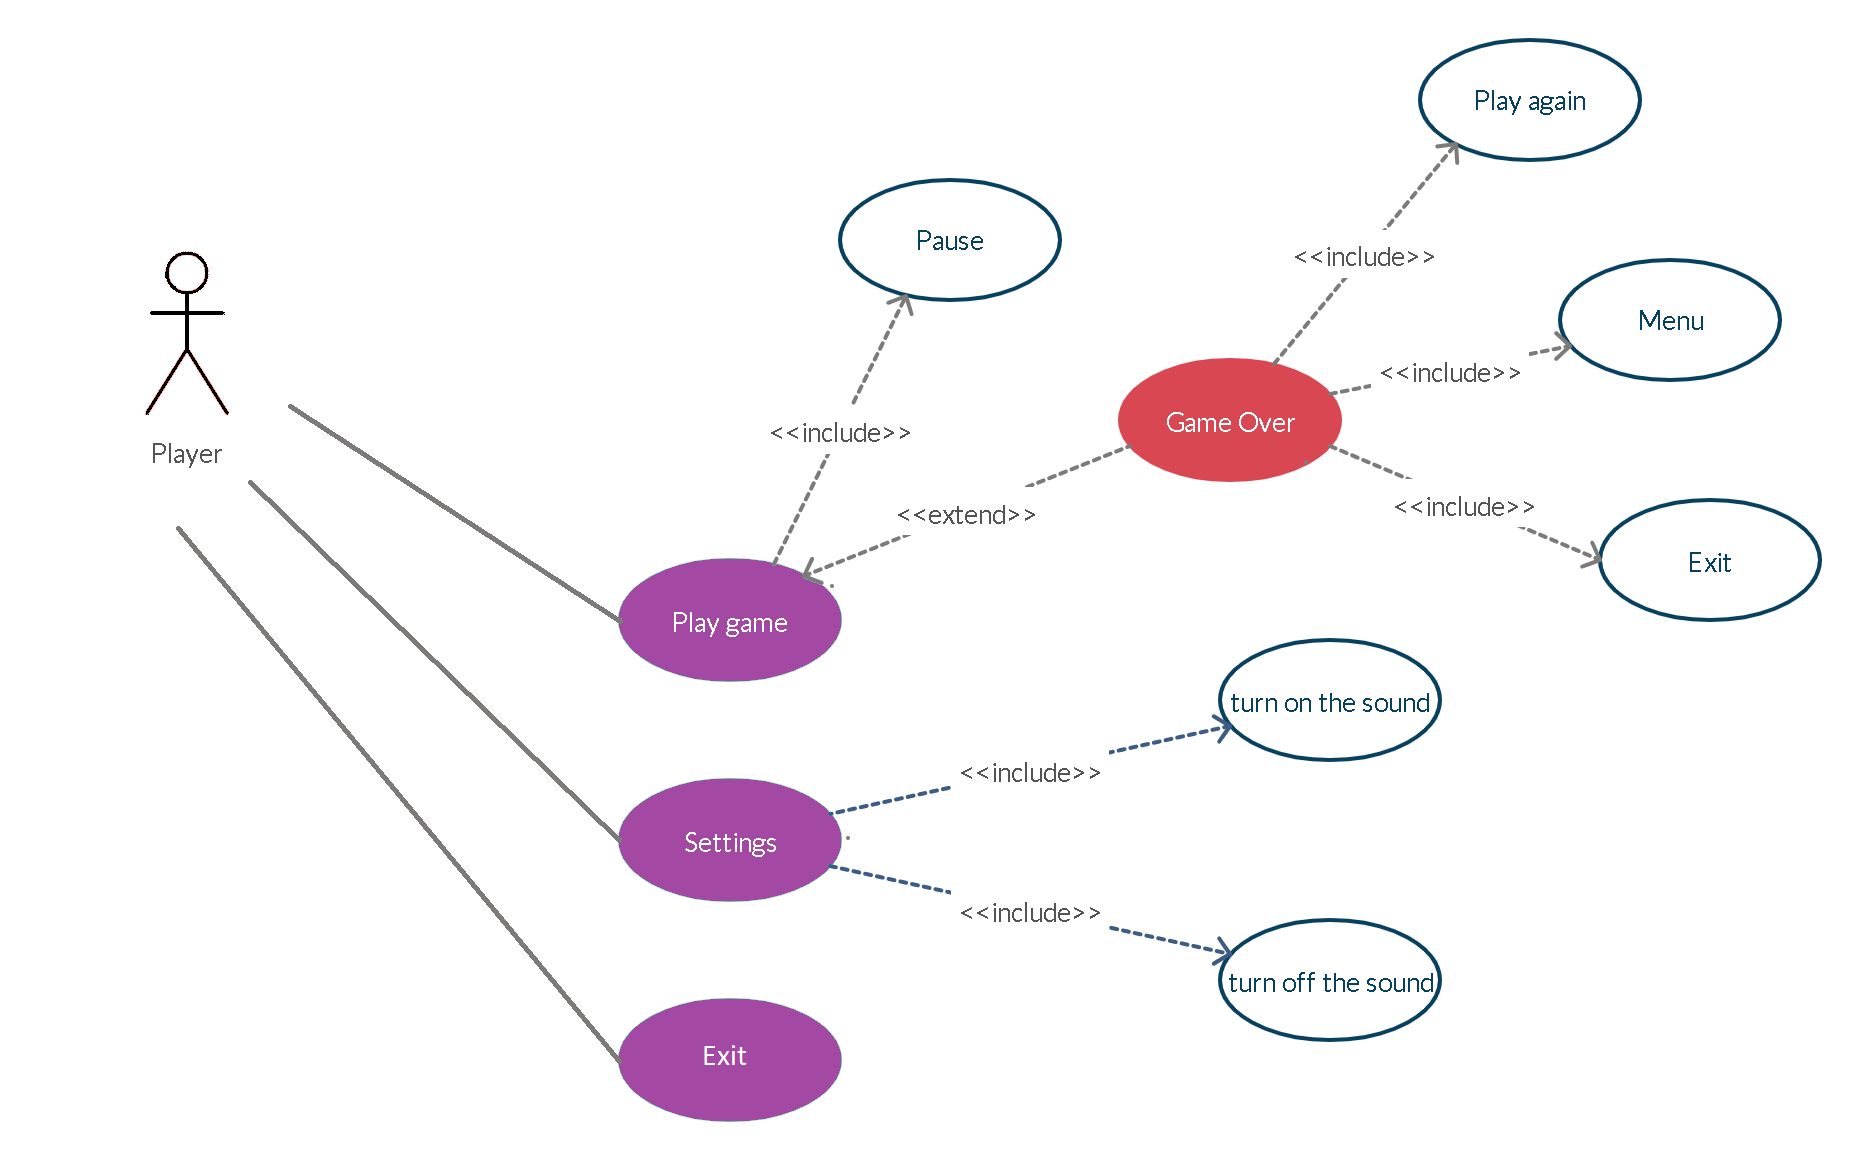 Play again
Pause
<<include>>
Menu
<<include>>
Game Over
<<include>>
Player
<<include>>
<<extend>>
Exit
Play game
turn on the sound
<<include>>
Settings
<<include>>
turn off the sound
Exit